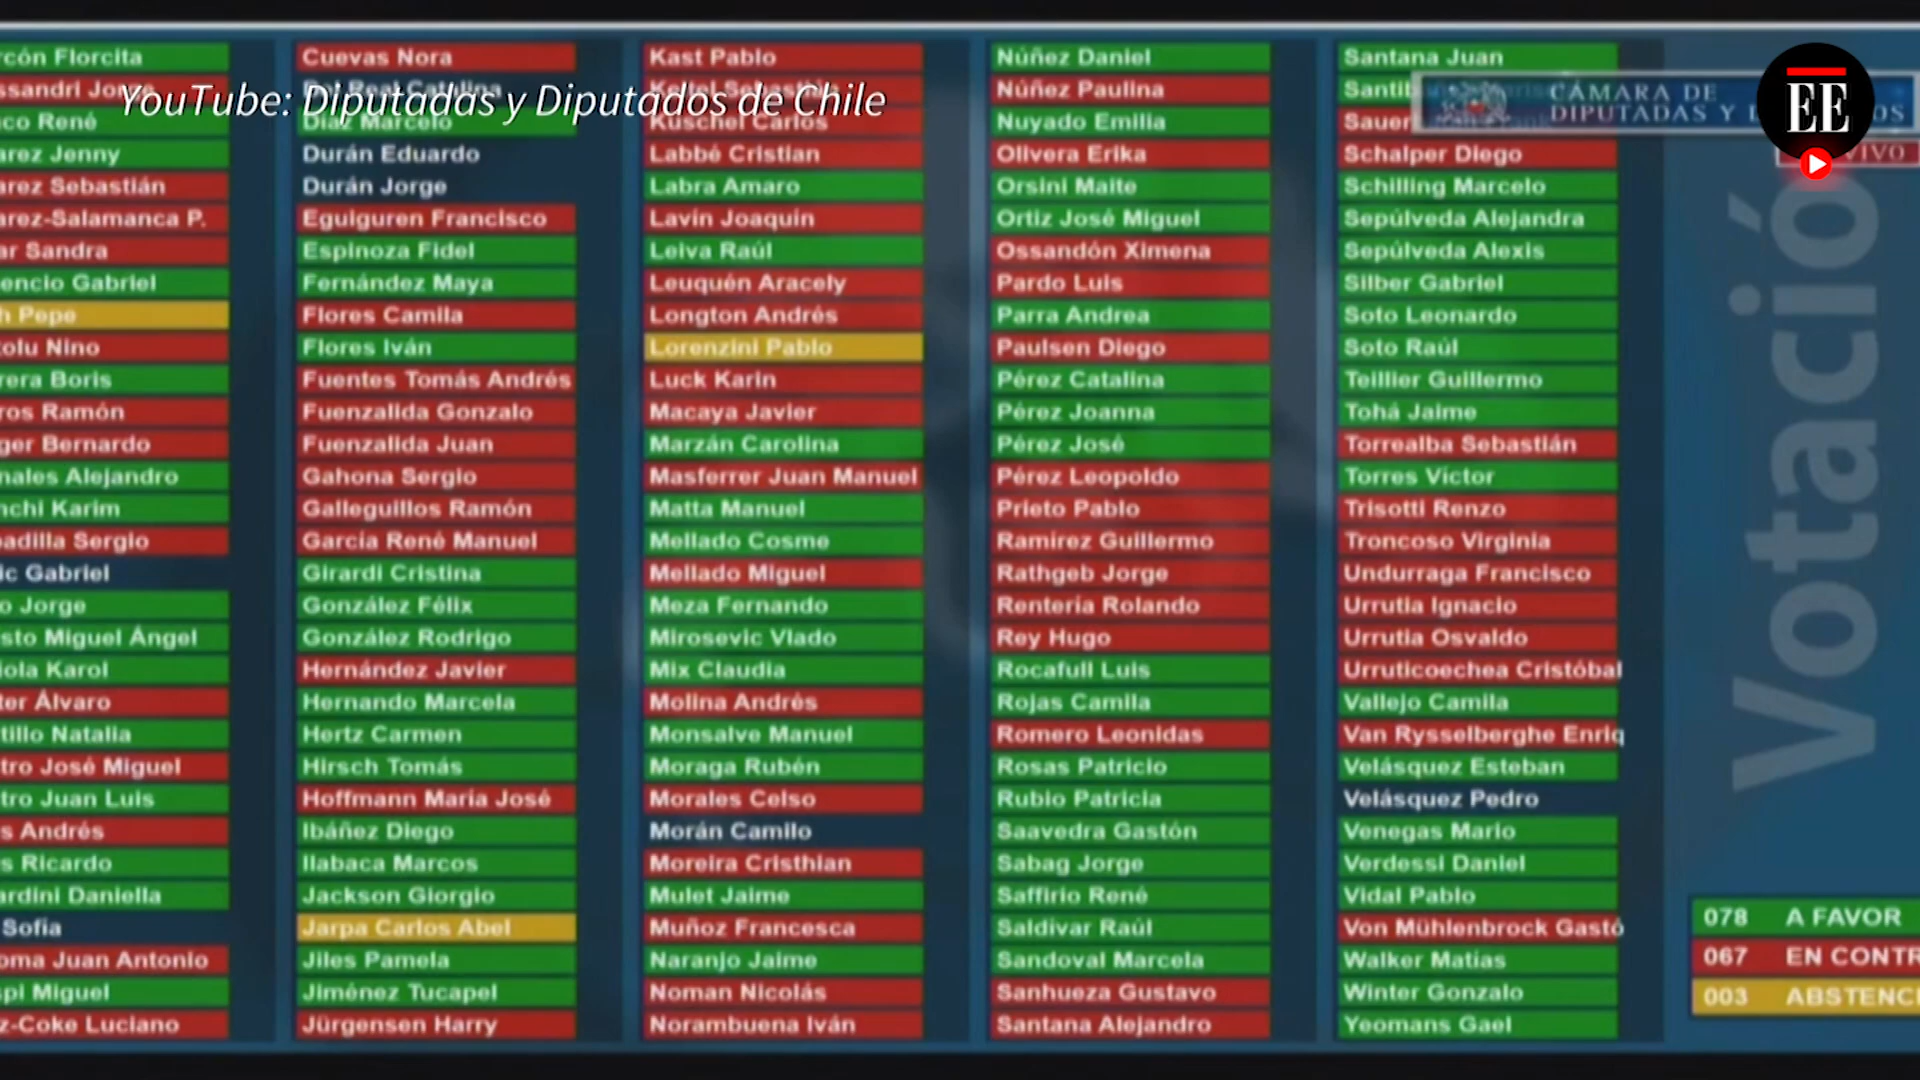 YouTube: Diputadas y Diputados de Chile
EE
CÁMARA DE
DIPUTADAS Y
VIVO
Votació
rcón Florcita
ssandri Jorge
co René
arez Jenny
arez Sebastián
arez-Salamanca P.
ar Sandra
encio Gabriel
h Pepe
tolu Nino
rera Boris
ros Ramón
ger Bernardo
nales Alejandro
nchi Karim
adilla Sergio
ic Gabriel
o Jorge
sto Miguel Ángel
iola Karol
ter Álvaro
tillo Natalia
tro José Miguel
tro Juan Luis
s Andrés
s Ricardo
ardini Daniella
Sofía
oma Juan Antonio
spi Miguel
z-Coke Luciano
Cuevas Nora
Del Real Catalina
Díaz Marcelo
Durán Eduardo
Durán Jorge
Eguiguren Francisco
Espinoza Fidel
Fernández Maya
Flores Camila
Flores Iván
Fuentes Tomás Andrés
Fuenzalida Gonzalo
Fuenzalida Juan
Gahona Sergio
Galleguillos Ramón
García René Manuel
Girardi Cristina
González Félix
González Rodrigo
Hernández Javier
Hernando Marcela
Hertz Carmen
Hirsch Tomás
Hoffmann María José
Ibáñez Diego
Ilabaca Marcos
Jackson Giorgio
Jarpa Carlos Abel
Jiles Pamela
Jiménez Tucapel
Jürgensen Harry
Kast Pablo
Keitel Sebastián
Kuschel Carlos
Labbé Cristian
Labra Amaro
Lavín Joaquín
Leiva Raúl
Leuquén Aracely
Longton Andrés
Lorenzini Pablo
Luck Karin
Macaya Javier
Marzán Carolina
Masferrer Juan Manuel
Matta Manuel
Mellado Cosme
Mellado Miguel
Meza Fernando
Mirosevic Vlado
Mix Claudia
Molina Andrés
Monsalve Manuel
Moraga Rubén
Morales Celso
Morán Camilo
Moreira Cristhian
Mulet Jaime
Muñoz Francesca
Naranjo Jaime
Noman Nicolás
Norambuena Iván
Núñez Daniel
Núñez Paulina
Nuyado Emilia
Olivera Erika
Orsini Maite
Ortiz José Miguel
Ossandón Ximena
Pardo Luis
Parra Andrea
Paulsen Diego
Pérez Catalina
Pérez Joanna
Pérez José
Pérez Leopoldo
Prieto Pablo
Ramírez Guillermo
Rathgeb Jorge
Rentería Rolando
Rey Hugo
Rocafull Luis
Rojas Camila
Romero Leonidas
Rosas Patricio
Rubio Patricia
Saavedra Gastón
Sabag Jorge
Saffirio René
Saldívar Raúl
Sandoval Marcela
Sanhueza Gustavo
Santana Alejandro
Santana Juan
Santib
Sauer
Schalper Diego
Schilling Marcelo
Sepúlveda Alejandra
Sepúlveda Alexis
Silber Gabriel
Soto Leonardo
Soto Raúl
Teillier Guillermo
Tohá Jaime
Torrealba Sebastián
Torres Víctor
Trisotti Renzo
Troncoso Virginia
Undurraga Francisco
Urrutia Ignacio
Urrutia Osvaldo
Urruticoechea Cristóbal
Vallejo Camila
Van Rysselberghe Enriq
Velásquez Esteban
Velásquez Pedro
Venegas Mario
Verdessi Daniel
Vidal Pablo
Von Mühlenbrock Gastó
Walker Matías
Winter Gonzalo
Yeomans Gael
078 A FAVOR
067 EN CONTR
003 ABSTENCI